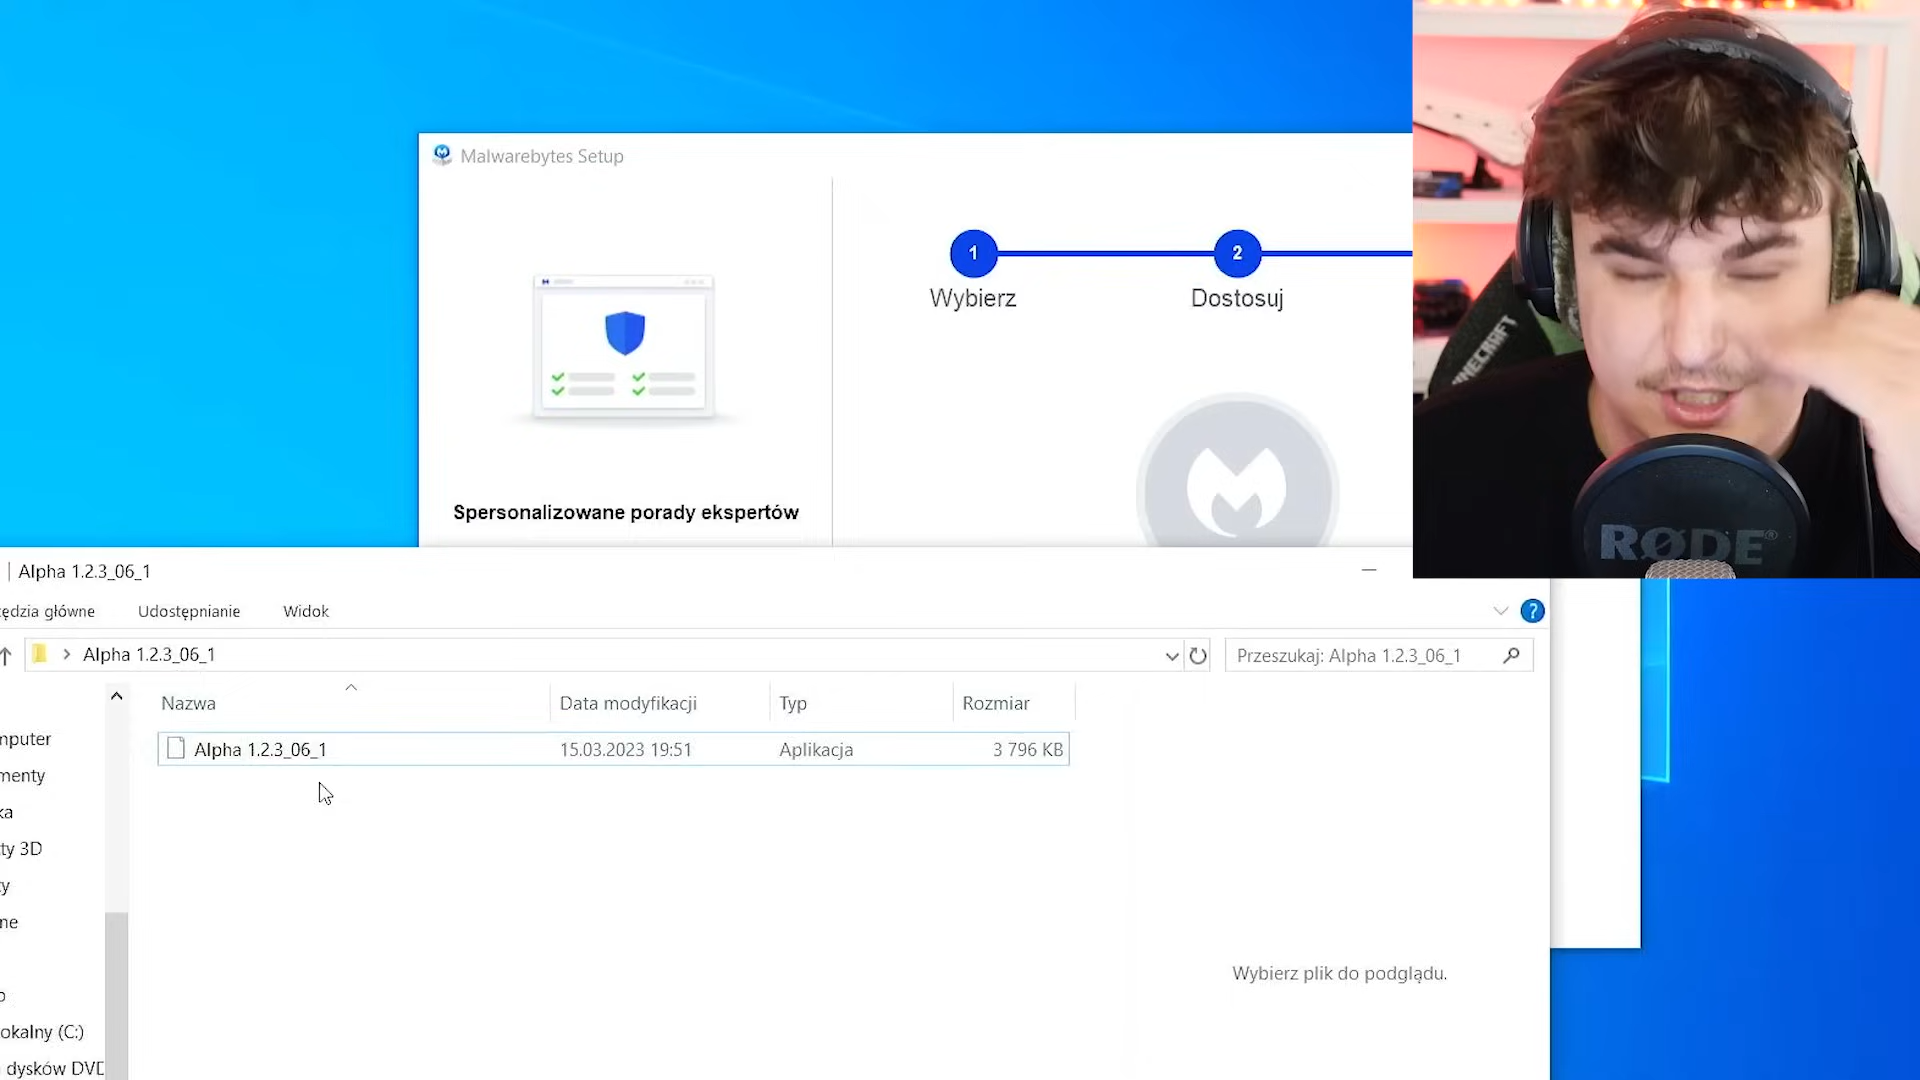 Malwarebytes Setup
1
2
Wybierz
Dostosuj
Spersonalizowane porady ekspertów
NECRAFT
RØDE®
Alpha 1.2.3_06_1
ędzia główne
Udostępnianie
Widok
?
Alpha 1.2.3_06_1
Przeszukaj: Alpha 1.2.3_06_1
Nazwa
Data modyfikacji
Typ
Rozmiar
Alpha 1.2.3_06_1
15.03.2023 19:51
Aplikacja
3 796 KB
mputer
menty
ka
ty 3D
y
ne
p
okalny (C:)
dysków DVD
Wybierz plik do podglądu.